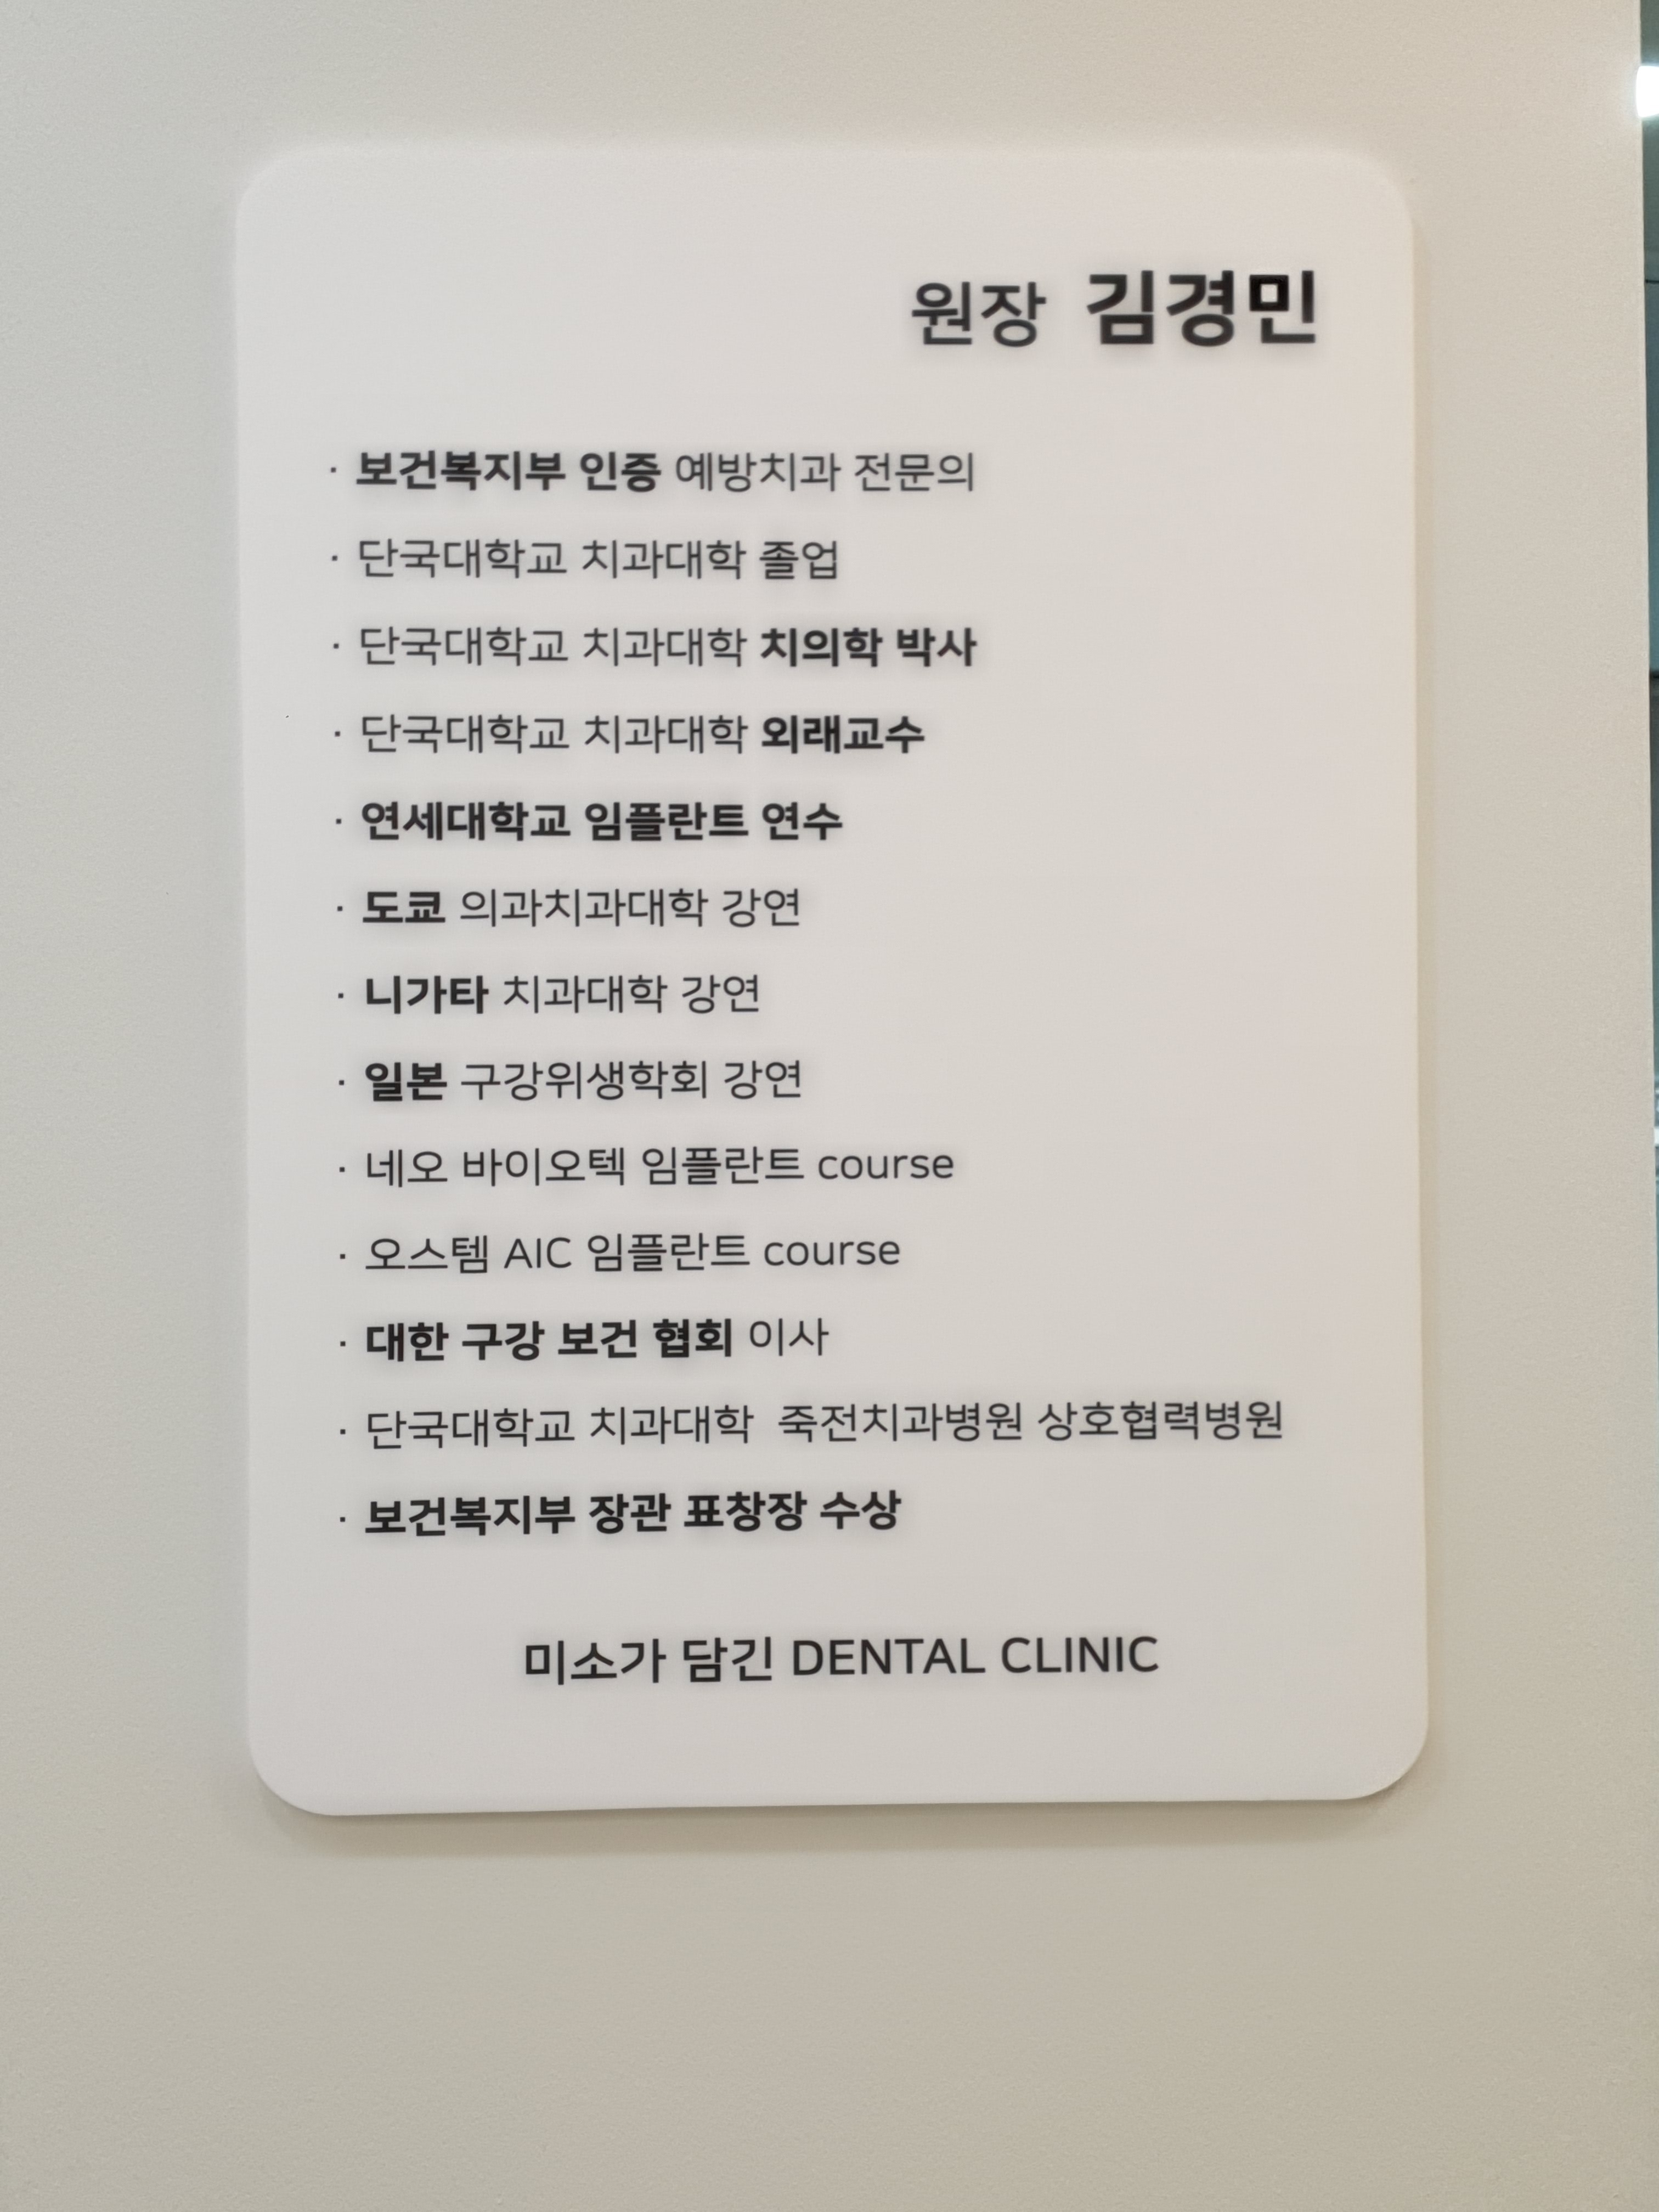 원장 김경민
· 보건복지부 인증 예방치과 전문의
· 단국대학교 치과대학 졸업
· 단국대학교 치과대학 치의학 박사
· 단국대학교 치과대학 외래교수
· 연세대학교 임플란트 연수
· 도쿄 의과치과대학 강연
· 니가타 치과대학 강연
· 일본 구강위생학회 강연
· 네오 바이오텍 임플란트 course
· 오스템 AIC 임플란트 course
· 대한 구강 보건 협회 이사
· 단국대학교 치과대학 죽전치과병원 상호협력병원
· 보건복지부 장관 표창장 수상
미소가 담긴 DENTAL CLINIC